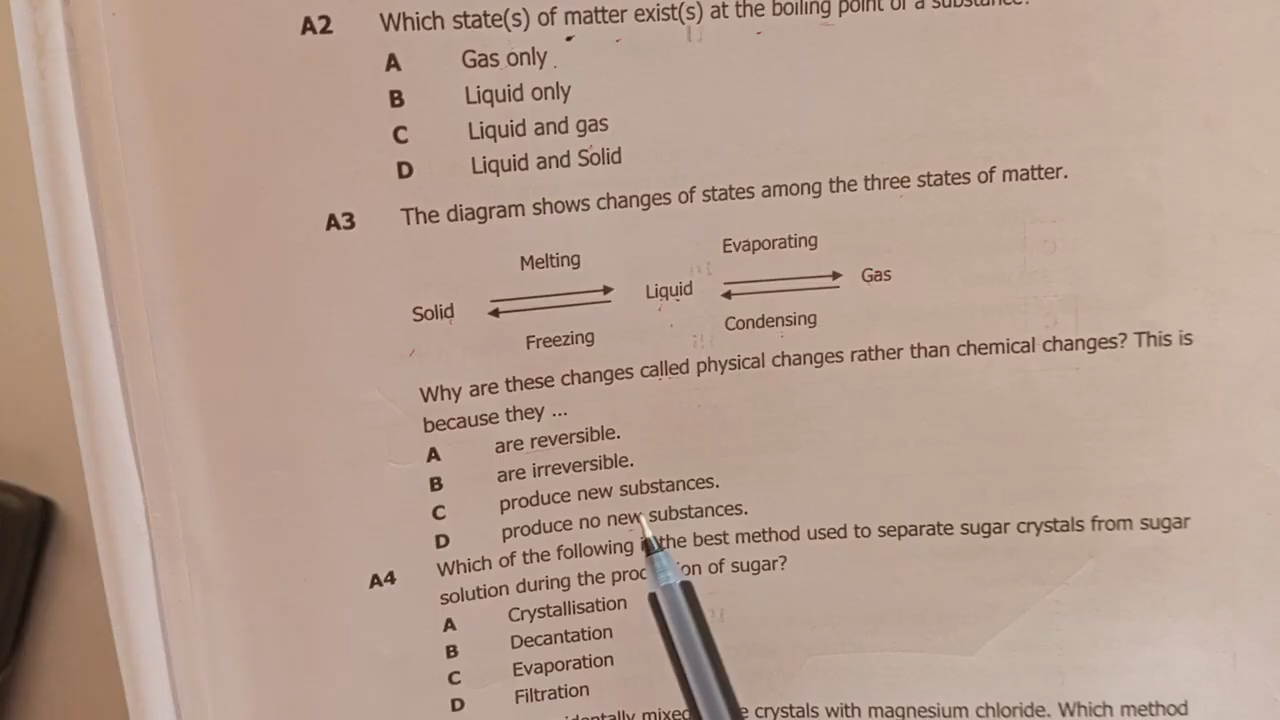 A2 Which state(s) of matter exist(s) at the boiling point of a substance?
A Gas only
B Liquid only
C Liquid and gas
D Liquid and Solid
A3 The diagram shows changes of states among the three states of matter.
Melting Evaporating
Solid Liquid Gas
Freezing Condensing
Why are these changes called physical changes rather than chemical changes? This is
because they ...
A are reversible.
B are irreversible.
C produce new substances.
D produce no new substances.
A4 Which of the following the best method used to separate sugar crystals from sugar
solution during the of sugar?
A Crystallisation
B Decantation
C Evaporation
D Filtration
mixed crystals with magnesium chloride. Which method